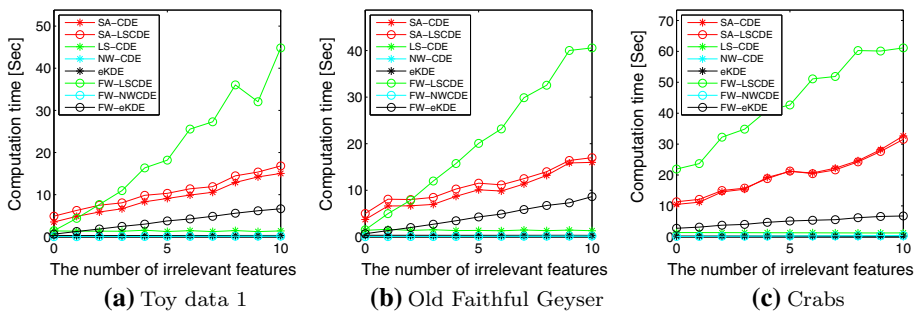 Computation time [Sec]
50
40
30
20
10
0
SA-CDE
SA-LSCDE
LS-CDE
NW-CDE
eKDE
FW-LSCDE
FW-NWCDE
FW-eKDE
0 5 10
The number of irrelevant features
(a) Toy data 1
Computation time [Sec]
40
30
20
10
0
SA-CDE
SA-LSCDE
LS-CDE
NW-CDE
eKDE
FW-LSCDE
FW-NWCDE
FW-eKDE
0 5 10
The number of irrelevant features
(b) Old Faithful Geyser
Computation time [Sec]
70
60
50
40
30
20
10
0
SA-CDE
SA-LSCDE
LS-CDE
NW-CDE
eKDE
FW-LSCDE
FW-NWCDE
FW-eKDE
0 5 10
The number of irrelevant features
(c) Crabs